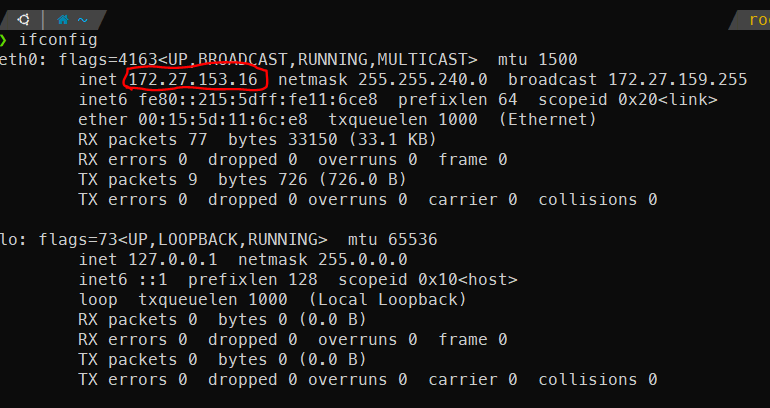 ~ ro
❯ ifconfig
eth0: flags=4163<UP,BROADCAST,RUNNING,MULTICAST>  mtu 1500
        inet 172.27.153.16  netmask 255.255.240.0  broadcast 172.27.159.255
        inet6 fe80::215:5dff:fe11:6ce8  prefixlen 64  scopeid 0x20<link>
        ether 00:15:5d:11:6c:e8  txqueuelen 1000  (Ethernet)
        RX packets 77  bytes 33150 (33.1 KB)
        RX errors 0  dropped 0  overruns 0  frame 0
        TX packets 9  bytes 726 (726.0 B)
        TX errors 0  dropped 0 overruns 0  carrier 0  collisions 0

lo: flags=73<UP,LOOPBACK,RUNNING>  mtu 65536
        inet 127.0.0.1  netmask 255.0.0.0
        inet6 ::1  prefixlen 128  scopeid 0x10<host>
        loop  txqueuelen 1000  (Local Loopback)
        RX packets 0  bytes 0 (0.0 B)
        RX errors 0  dropped 0  overruns 0  frame 0
        TX packets 0  bytes 0 (0.0 B)
        TX errors 0  dropped 0 overruns 0  carrier 0  collisions 0